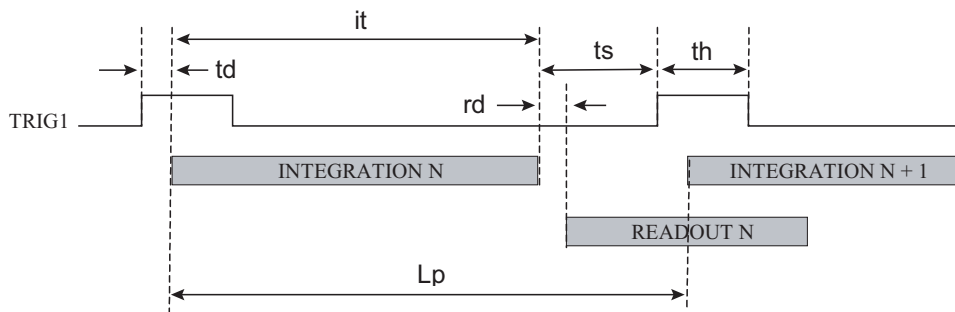 it
td
ts
th
rd
TRIG1
INTEGRATION N
INTEGRATION N + 1
READOUT N
Lp